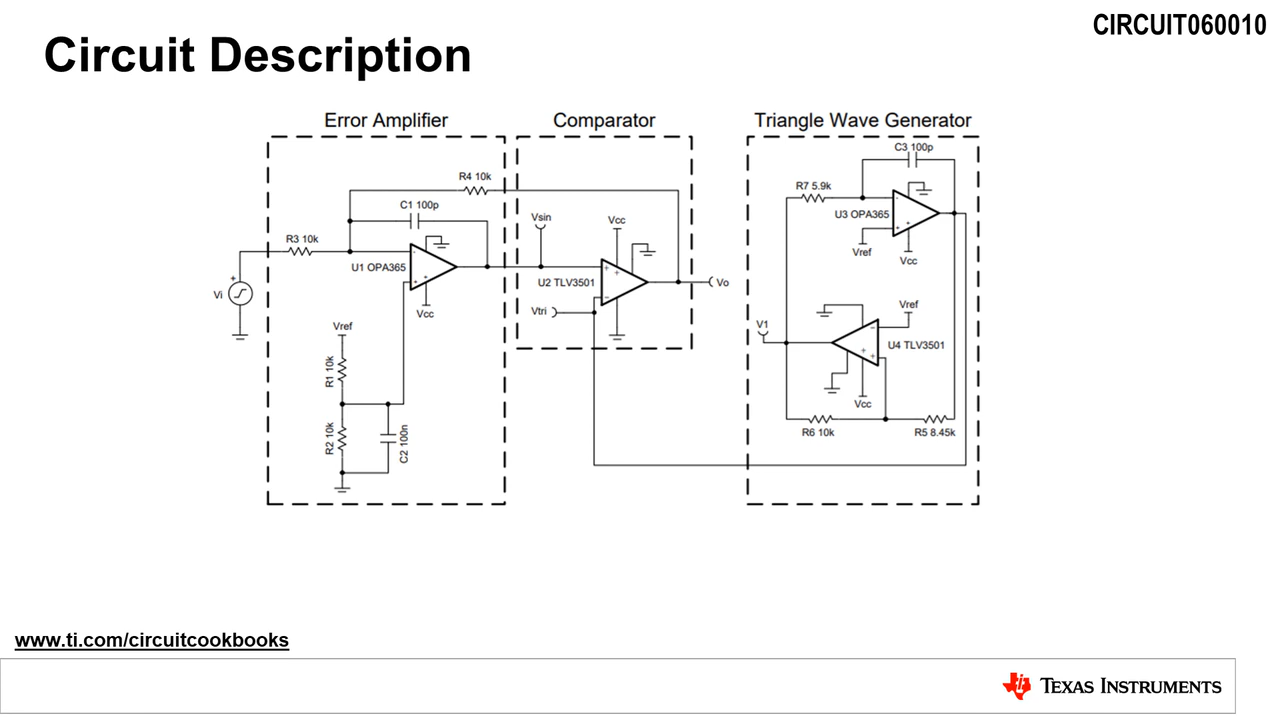 CIRCUIT060010
Circuit Description
Error Amplifier
Comparator
Triangle Wave Generator
C3 100p
R4 10k
R7 5.9k
C1 100p
Vsin
Vcc
U3 OPA365
R3 10k
Vref
Vcc
U1 OPA365
U2 TLV3501
Vo
Vi
Vtri
Vcc
Vref
V1
Vref
U4 TLV3501
R1 10k
Vcc
R2 10k
C2 100n
R6 10k
R5 8.45k
www.ti.com/circuitcookbooks
TEXAS INSTRUMENTS